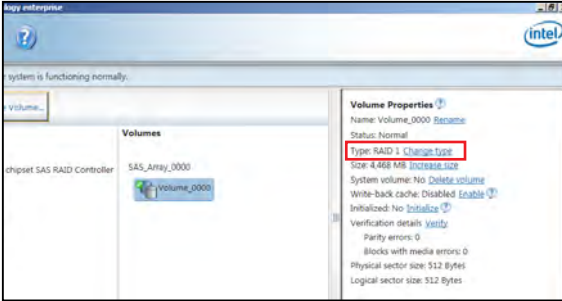 logy enterprise
?
intel
system is functioning normally.
Volume...
Volumes
chipset SAS RAID Controller
SAS_Array_0000
Volume_0000
Volume Properties ?
Name: Volume_0000 Rename
Status: Normal
Type: RAID 1 Change type
Size: 4,468 MB Increase size
System volume: No Delete volume
Write-back cache: Disabled Enable ?
Initialized: No Initialize ?
Verification details Verify
Parity errors: 0
Blocks with media errors: 0
Physical sector size: 512 Bytes
Logical sector size: 512 Bytes